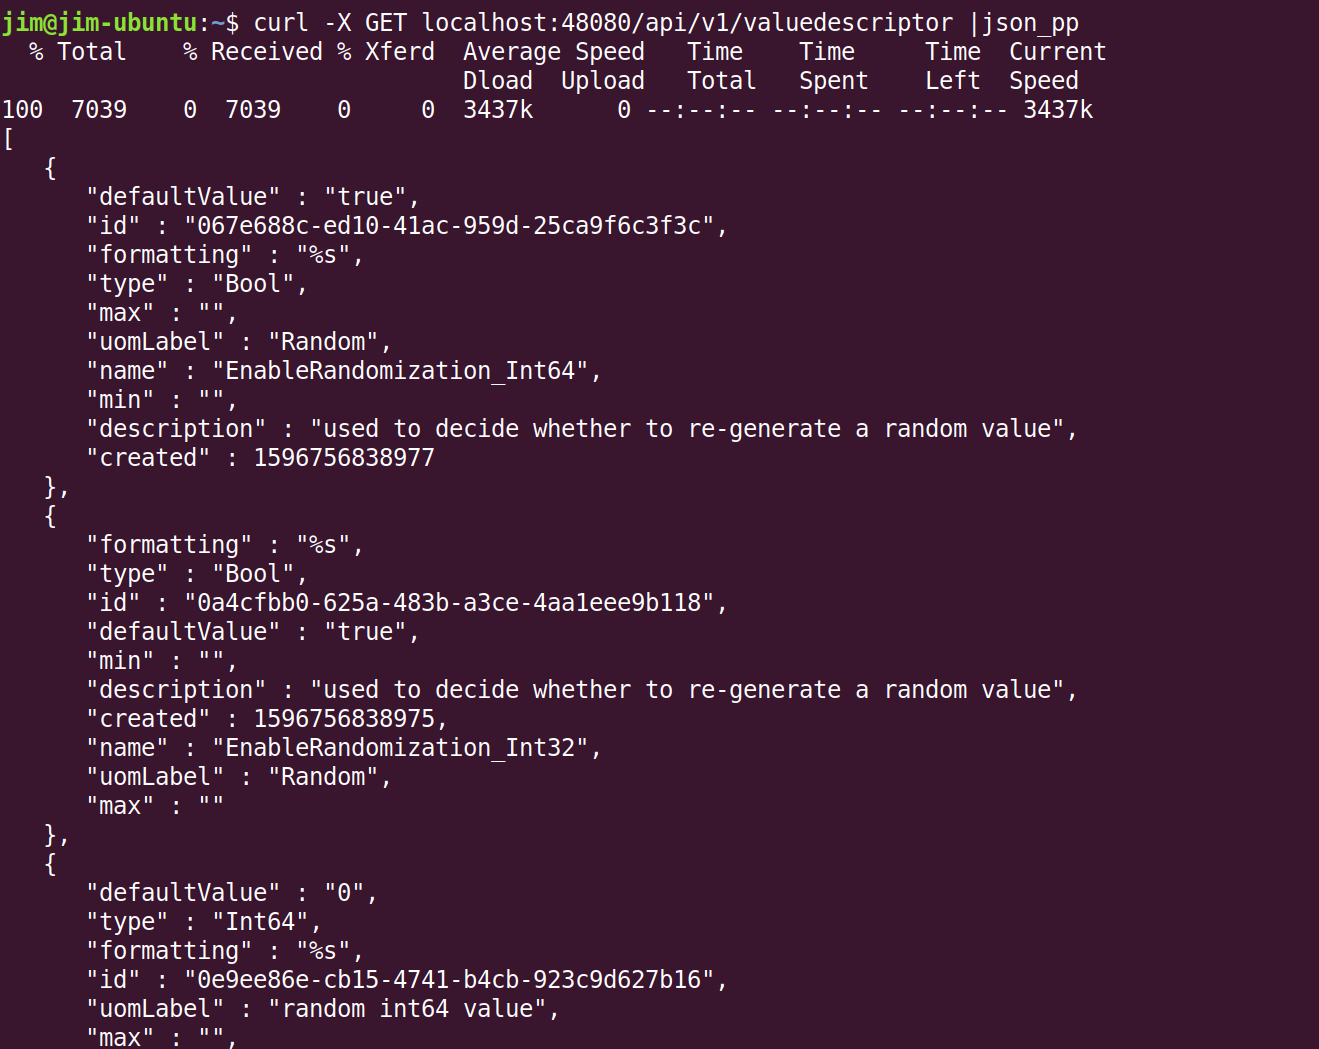 jim@jim-ubuntu:~$ curl -X GET localhost:48080/api/v1/valuedescriptor |json_pp
  % Total    % Received % Xferd  Average Speed   Time    Time     Time  Current
                                 Dload  Upload   Total   Spent    Left  Speed
100  7039    0  7039    0     0  3437k      0 --:--:-- --:--:-- --:--:-- 3437k
[
   {
      "defaultValue" : "true",
      "id" : "067e688c-ed10-41ac-959d-25ca9f6c3f3c",
      "formatting" : "%s",
      "type" : "Bool",
      "max" : "",
      "uomLabel" : "Random",
      "name" : "EnableRandomization_Int64",
      "min" : "",
      "description" : "used to decide whether to re-generate a random value",
      "created" : 1596756838977
   },
   {
      "formatting" : "%s",
      "type" : "Bool",
      "id" : "0a4cfbb0-625a-483b-a3ce-4aa1eee9b118",
      "defaultValue" : "true",
      "min" : "",
      "description" : "used to decide whether to re-generate a random value",
      "created" : 1596756838975,
      "name" : "EnableRandomization_Int32",
      "uomLabel" : "Random",
      "max" : ""
   },
   {
      "defaultValue" : "0",
      "type" : "Int64",
      "formatting" : "%s",
      "id" : "0e9ee86e-cb15-4741-b4cb-923c9d627b16",
      "uomLabel" : "random int64 value",
      "max" : "",